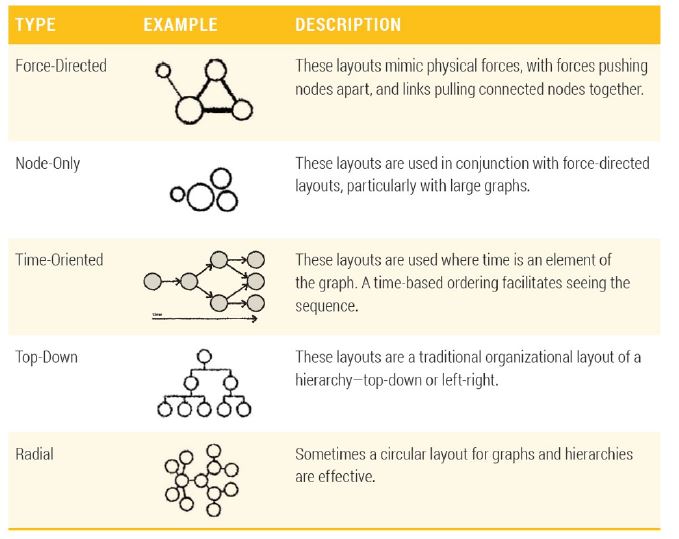 TYPE EXAMPLE DESCRIPTION
Force-Directed
These layouts mimic physical forces, with forces pushing
nodes apart, and links pulling connected nodes together.
Node-Only
These layouts are used in conjunction with force-directed
layouts, particularly with large graphs.
Time-Oriented
time
These layouts are used where time is an element of
the graph. A time-based ordering facilitates seeing the
sequence.
Top-Down
These layouts are a traditional organizational layout of a
hierarchy—top-down or left-right.
Radial
Sometimes a circular layout for graphs and hierarchies
are effective.